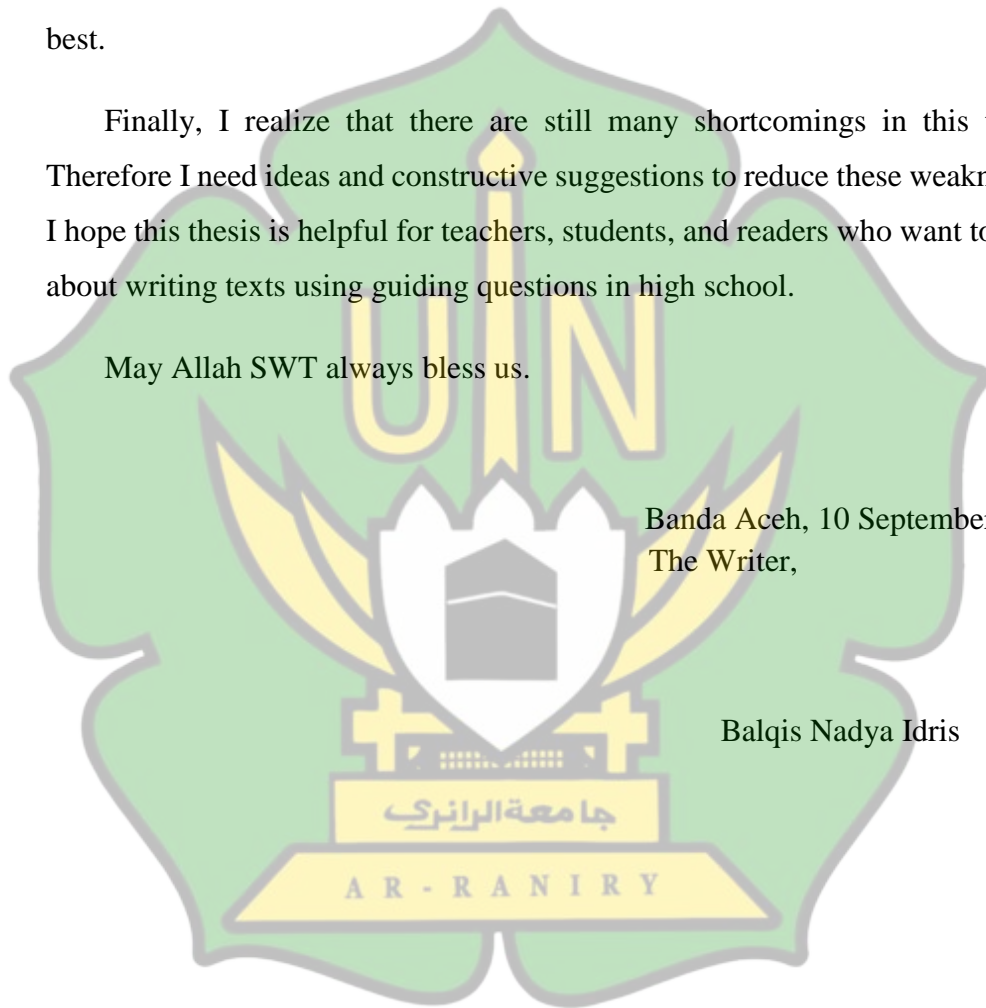 best.
Finally, I realize that there are still many shortcomings in this
Therefore I need ideas and constructive suggestions to reduce these
I hope this thesis is helpful for teachers, students, and readers who want to
about writing texts using guiding questions in high school.
May Allah SWT always bless us.
UIN
Banda Aceh, 10 September
The Writer,
Balqis Nadya Idris
جامعة الرانري
AR-RANIRY